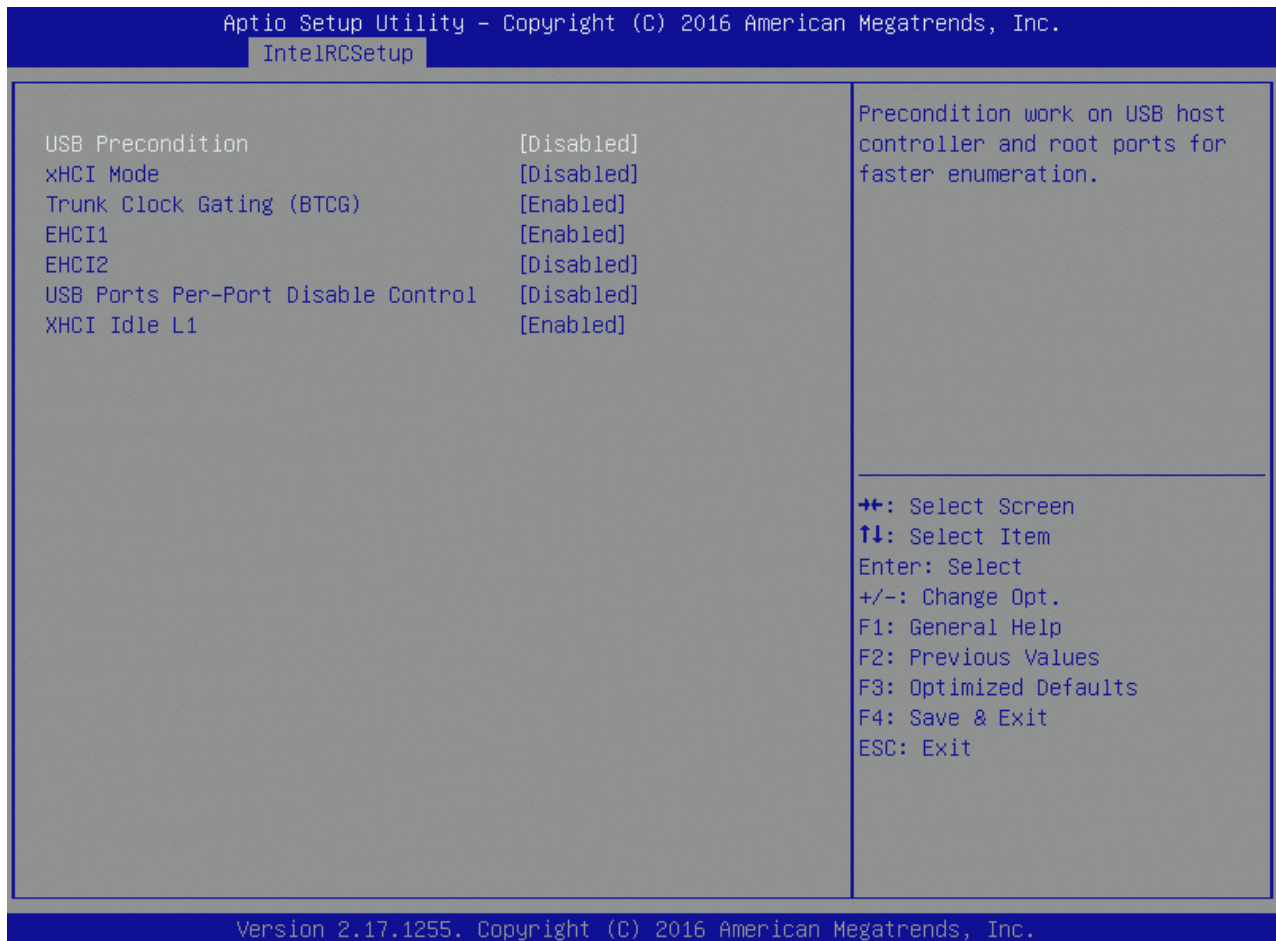 Aptio Setup Utility – Copyright (C) 2016 American Megatrends, Inc.
IntelRCSetup
USB Precondition [Disabled]
xHCI Mode [Disabled]
Trunk Clock Gating (BTCG) [Enabled]
EHCI1 [Enabled]
EHCI2 [Disabled]
USB Ports Per-Port Disable Control [Disabled]
XHCI Idle L1 [Enabled]
Precondition work on USB host
controller and root ports for
faster enumeration.
→←: Select Screen
↑↓: Select Item
Enter: Select
+/-: Change Opt.
F1: General Help
F2: Previous Values
F3: Optimized Defaults
F4: Save & Exit
ESC: Exit
Version 2.17.1255. Copyright (C) 2016 American Megatrends, Inc.